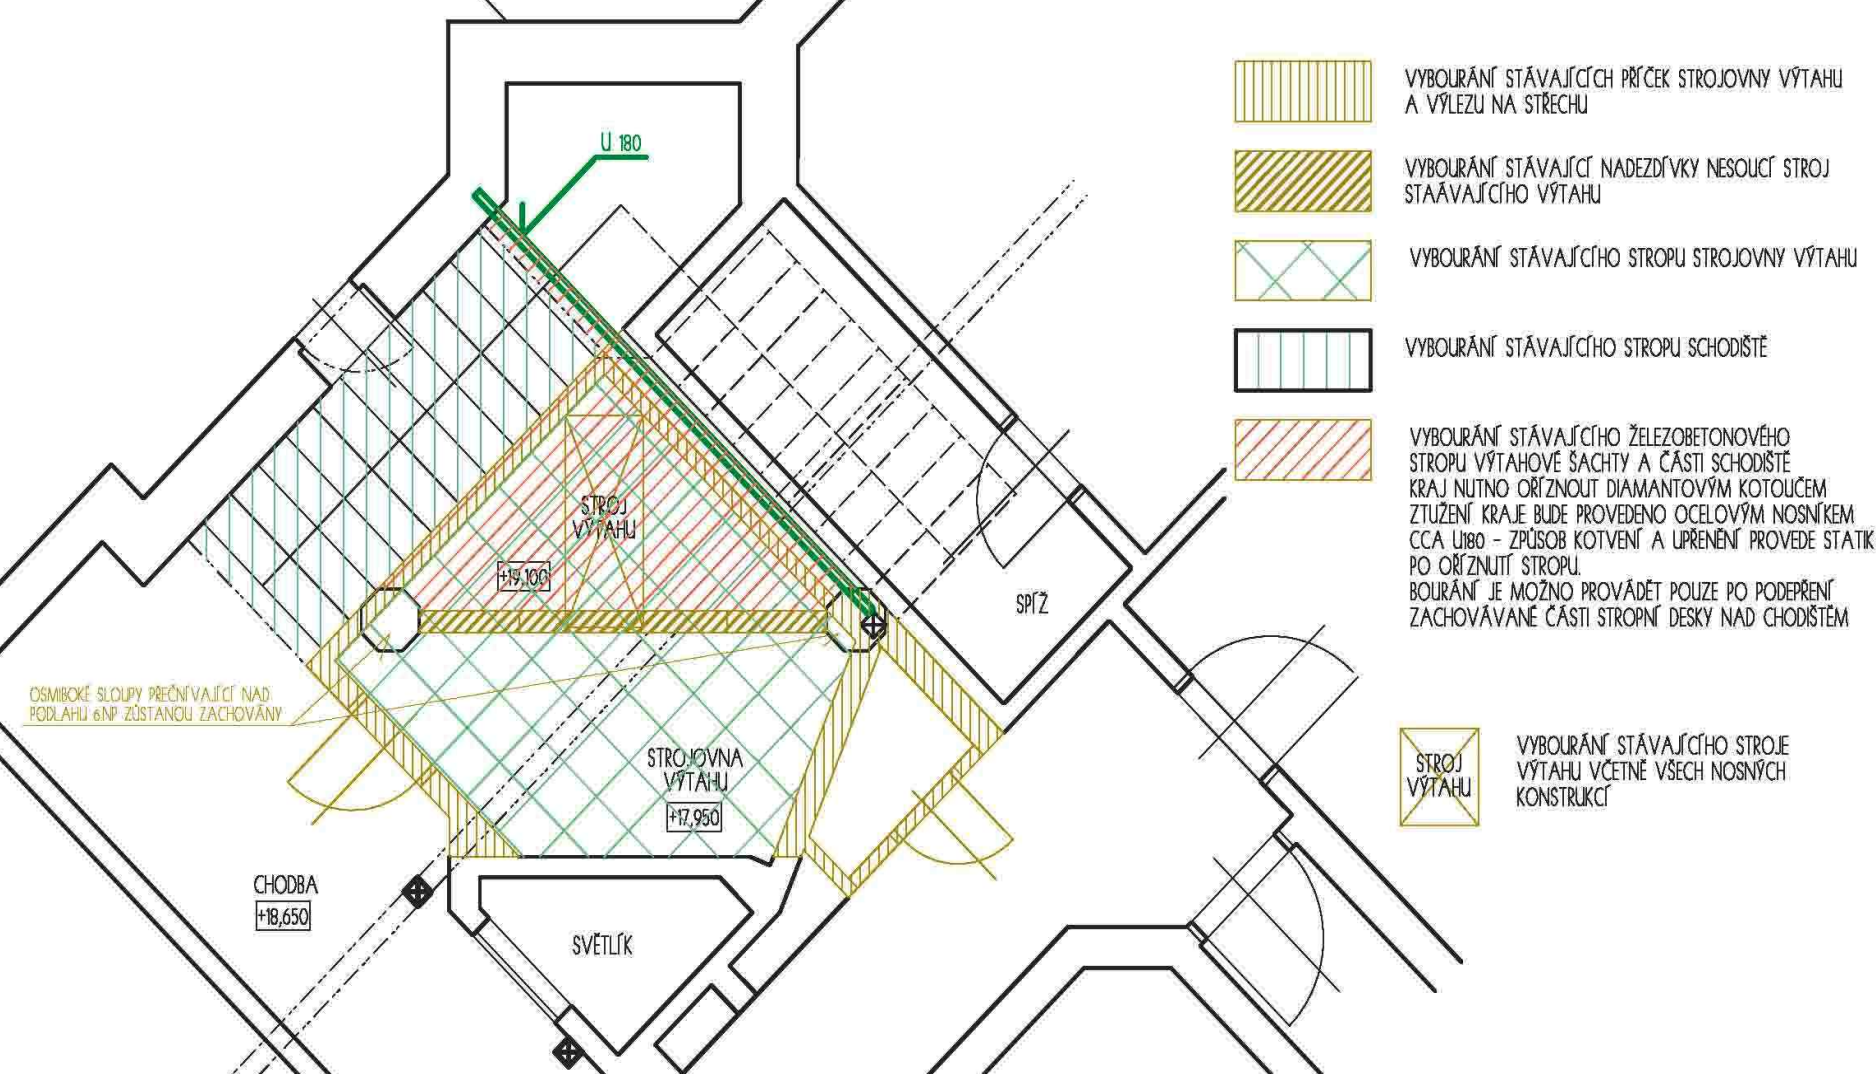 U 180
STROJ
VÝTAHU
+19,100
SPÍŽ
OSMIBOKÉ SLOUPY PŘEČNÍVAJÍCÍ NAD
PODLAHU 6.NP ZŮSTANOU ZACHOVÁNY
STROJOVNA
VÝTAHU
+17,950
CHODBA
+18,650
SVĚTLÍK
VYBOURÁNÍ STÁVAJÍCÍCH PŘÍČEK STROJOVNY VÝTAHU
A VÝLEZU NA STŘECHU
VYBOURÁNÍ STÁVAJÍCÍ NADEZDÍVKY NESOUCÍ STROJ
STAÁVAJÍCÍHO VÝTAHU
VYBOURÁNÍ STÁVAJÍCÍHO STROPU STROJOVNY VÝTAHU
VYBOURÁNÍ STÁVAJÍCÍHO STROPU SCHODIŠTĚ
VYBOURÁNÍ STÁVAJÍCÍHO ŽELEZOBETONOVÉHO
STROPU VÝTAHOVÉ ŠACHTY A ČÁSTI SCHODIŠTĚ
KRAJ NUTNO OŘÍZNOUT DIAMANTOVÝM KOTOUČEM
ZTUŽENÍ KRAJE BUDE PROVEDENO OCELOVÝM NOSNÍKEM
CCA U180 - ZPŮSOB KOTVENÍ A UPŘENĚNÍ PROVEDE STATIK
PO OŘÍZNUTÍ STROPU.
BOURÁNÍ JE MOŽNO PROVÁDĚT POUZE PO PODEPŘENÍ
ZACHOVÁVANÉ ČÁSTI STROPNÍ DESKY NAD CHODIŠTĚM
STROJ
VÝTAHU
VYBOURÁNÍ STÁVAJÍCÍHO STROJE
VÝTAHU VČETNĚ VŠECH NOSNÝCH
KONSTRUKCÍ